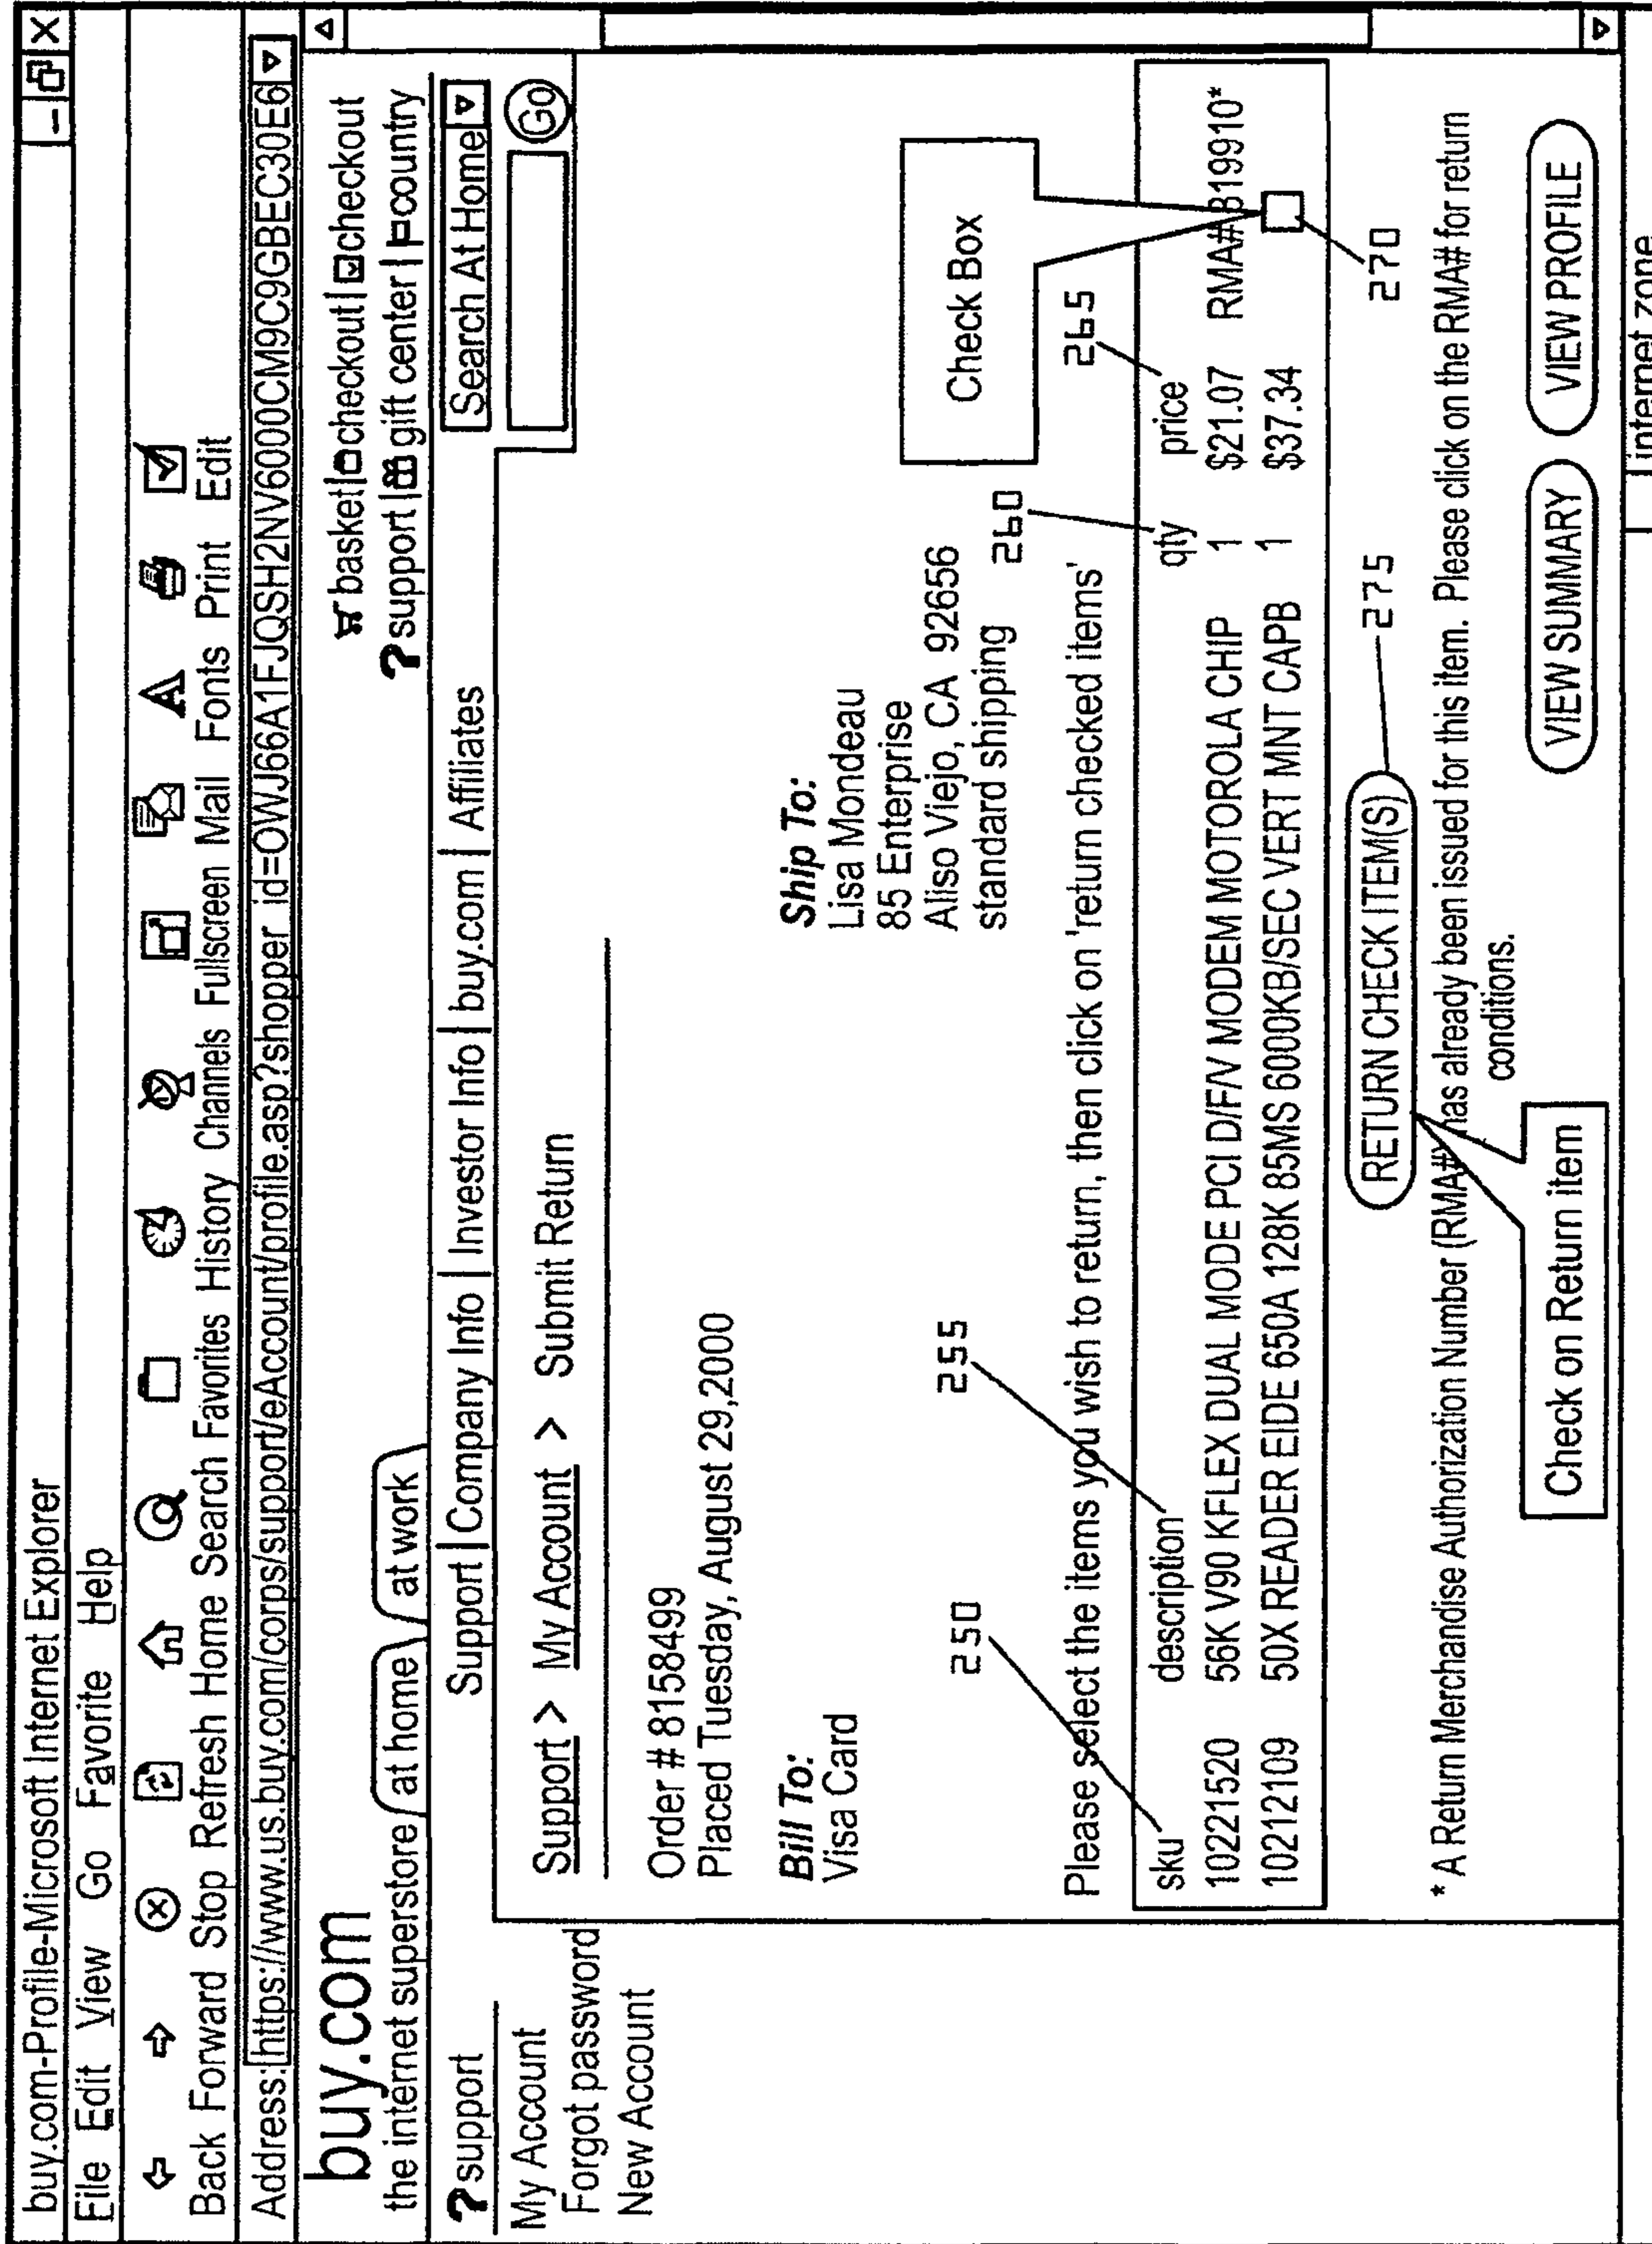 buy.com-Profile-Microsoft Internet Explorer
File Edit View Go Favorite Help
Back Forward Stop Refresh Home Search Favorites History Channels Fullscreen Mail Fonts Print Edit
Address: https://www.us.buy.com/corps/support/eAccount/profile.asp?shopper_id=OWJ66A1FJQSH2NV6000CM9C9GBEC30E6
buy.com
the internet superstore at home at work
basket | checkout | checkout
? support | gift center | country
? support
Support | Company Info | Investor Info | buy.com | Affiliates
Search At Home
Go
My Account
Forgot password
New Account
Support > My Account > Submit Return
Order # 8158499
Placed Tuesday, August 29,2000
Bill To:
Visa Card
Ship To:
Lisa Mondeau
85 Enterprise
Aliso Viejo, CA 92656
standard shipping
Check Box
250
255
260
265
Please select the items you wish to return, then click on 'return checked items'
sku description qty price
10221520 56K V90 KFLEX DUAL MODE PCI D/F/V MODEM MOTOROLA CHIP 1 $21.07 RMA# 819910*
10212109 50X READER EIDE 650A 128K 85MS 6000KB/SEC VERT MNT CAPB 1 $37.34
270
RETURN CHECK ITEM(S)
275
* A Return Merchandise Authorization Number (RMA#) has already been issued for this item. Please click on the RMA# for return
conditions.
Check on Return item
VIEW SUMMARY VIEW PROFILE
Internet zone